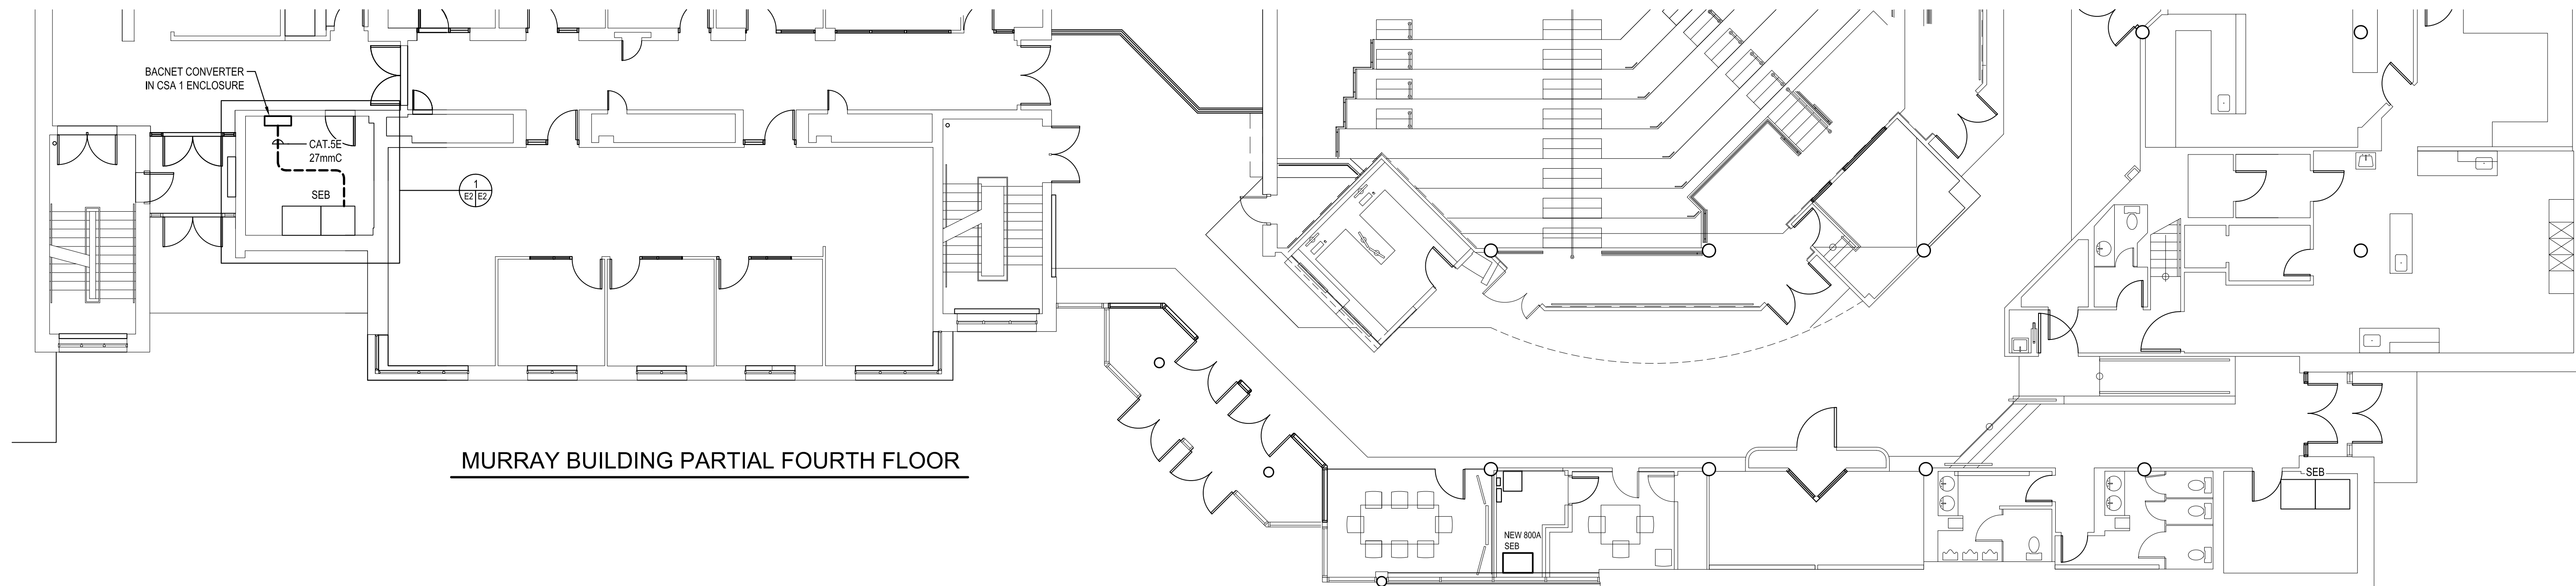 BACNET CONVERTER
IN CSA 1 ENCLOSURE
CAT.5E
27mmC
SEB
1
E2 E2
MURRAY BUILDING PARTIAL FOURTH FLOOR
NEW 800A
SEB
SEB